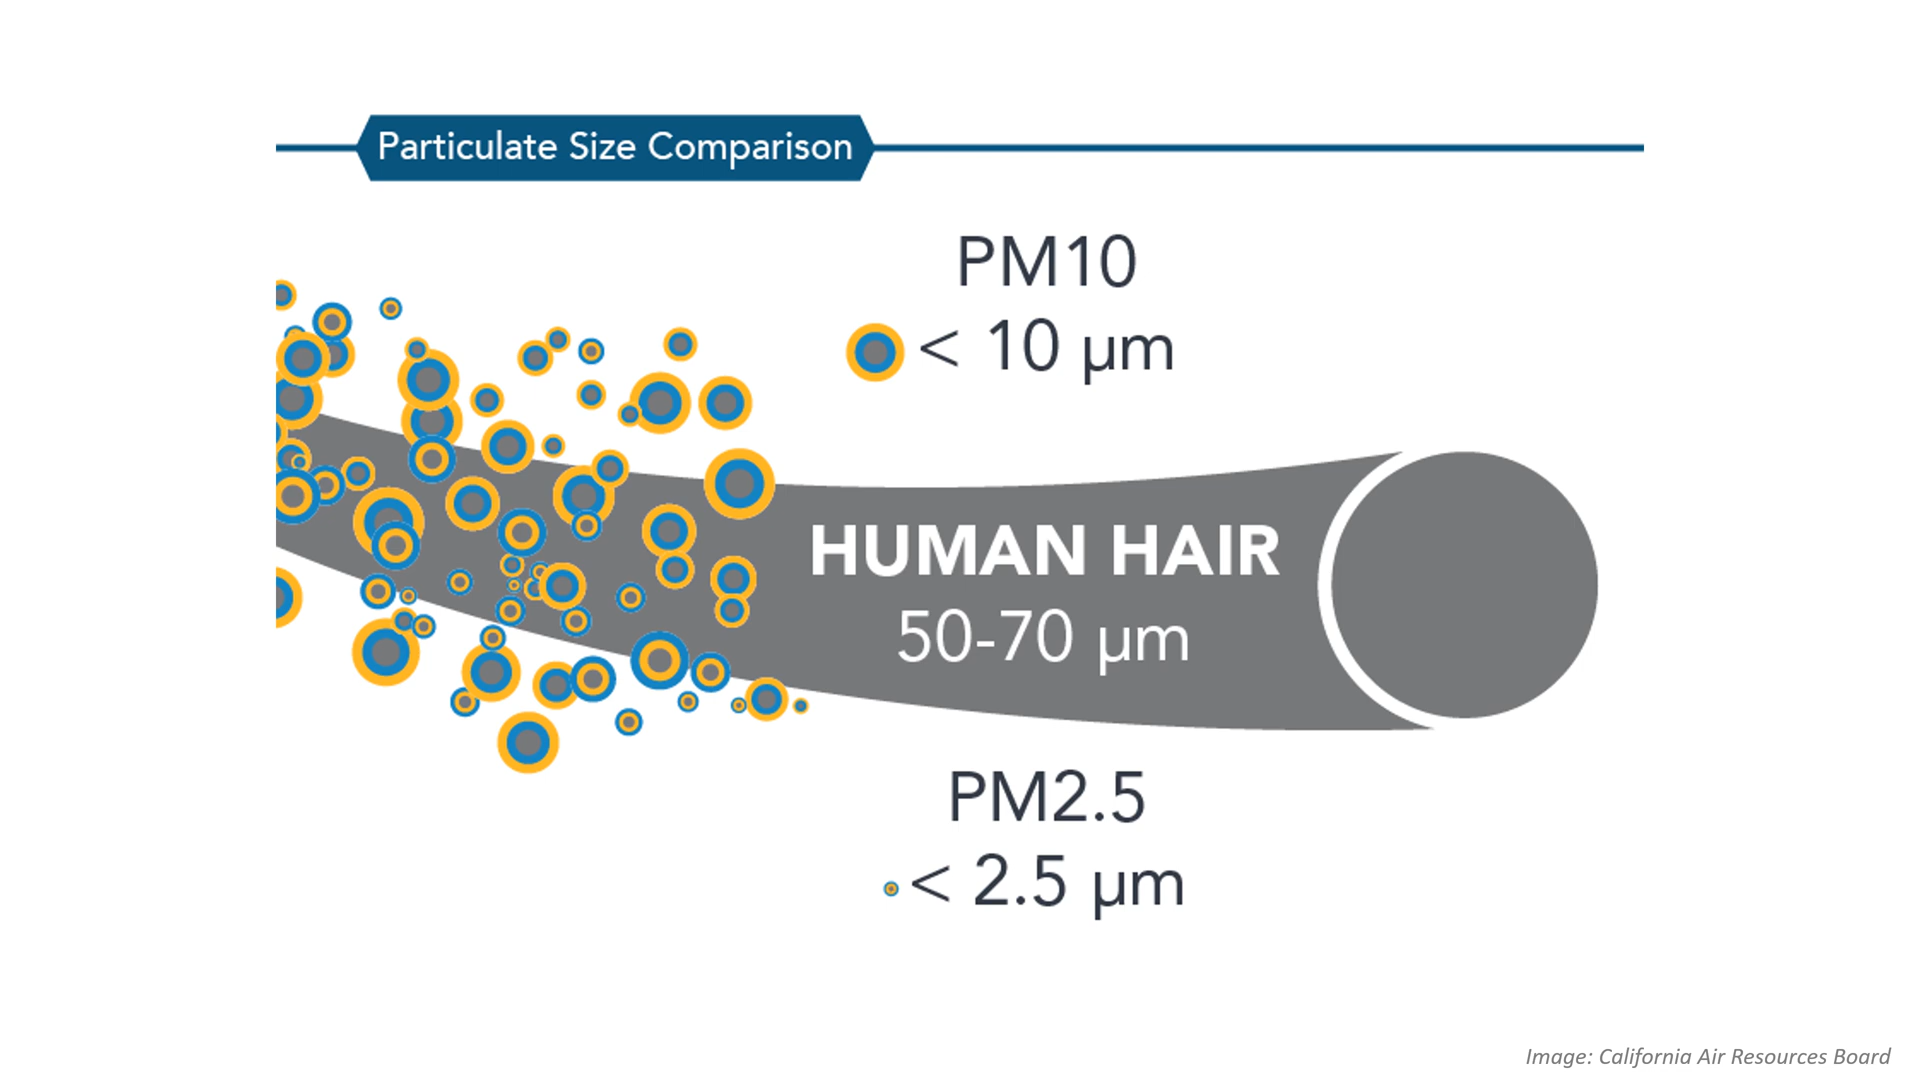 Particulate Size Comparison
PM10
< 10 µm
HUMAN HAIR
50-70 µm
PM2.5
< 2.5 µm
Image: California Air Resources Board